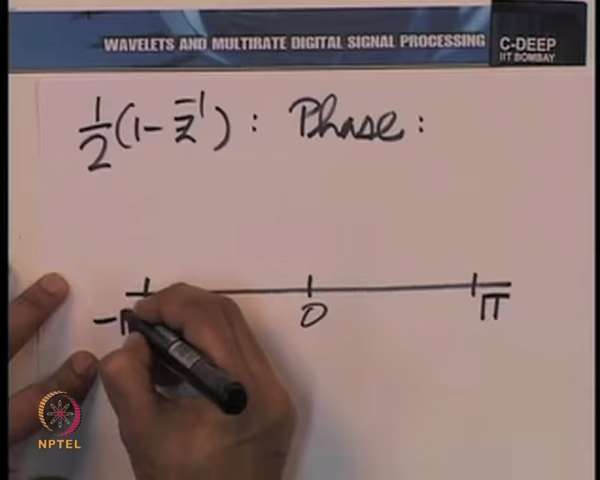 WAVELETS AND MULTIRATE DIGITAL SIGNAL PROCESSING
C-DEEP
IIT BOMBAY
1/2 (1 - z⁻¹) : Phase :
-π 0 π
NPTEL